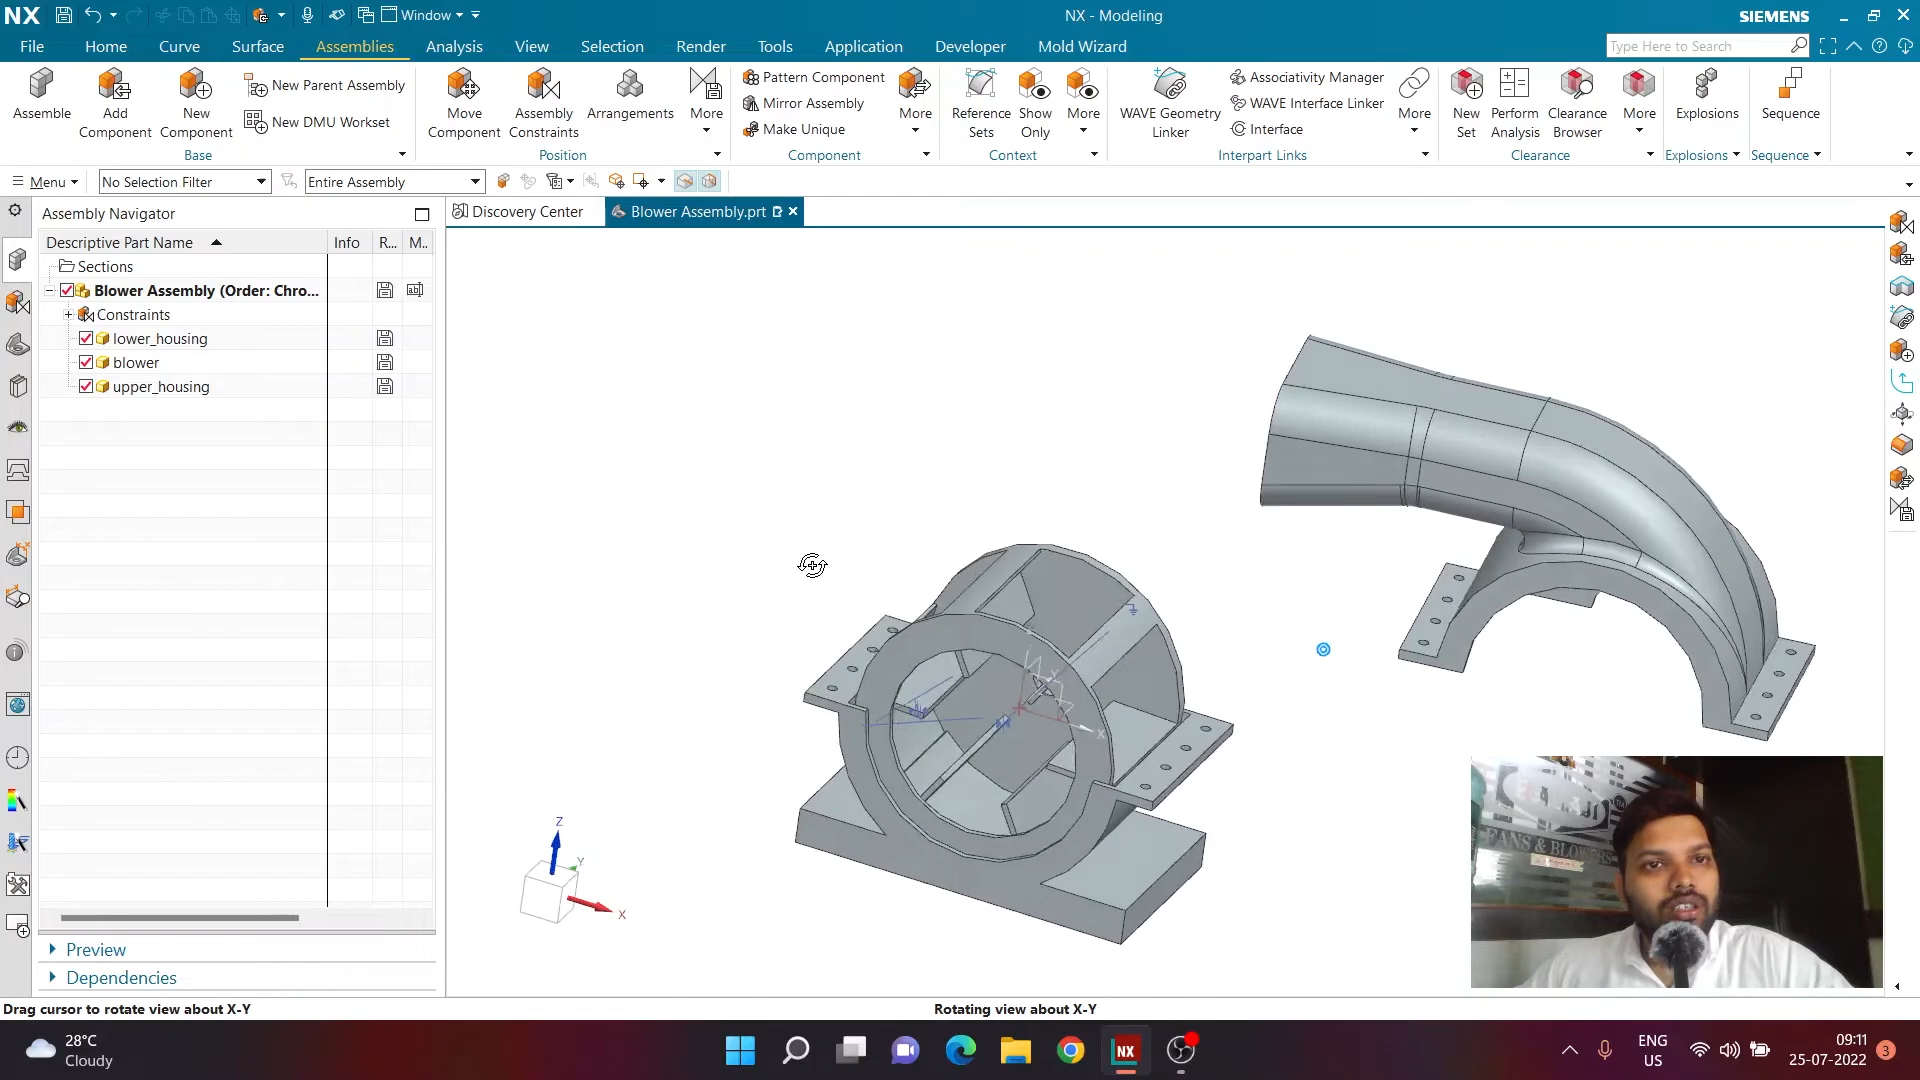 NX
Window
NX - Modeling
SIEMENS
File
Home
Curve
Surface
Assemblies
Analysis
View
Selection
Render
Tools
Application
Developer
Mold Wizard
Type Here to Search
Assemble
Add Component
New Component
New Parent Assembly
New DMU Workset
Base
Move Component
Assembly Constraints
Arrangements
More
Position
Pattern Component
Mirror Assembly
Make Unique
More
Component
Reference Sets
Show Only
More
Context
WAVE Geometry Linker
Associativity Manager
WAVE Interface Linker
Interface
More
Interpart Links
New Set
Perform Analysis
Clearance Browser
More
Clearance
Explosions
Explosions
Sequence
Sequence
Menu
No Selection Filter
Entire Assembly
Assembly Navigator
Discovery Center
Blower Assembly.prt
Descriptive Part Name
Info
R...
M..
Sections
Blower Assembly (Order: Chro...
Constraints
lower_housing
blower
upper_housing
X
Y
Z
Y
X
FANS & BLOWERS
Preview
Dependencies
Drag cursor to rotate view about X-Y
Rotating view about X-Y
28°C
Cloudy
NX
ENG
US
09:11
25-07-2022
3